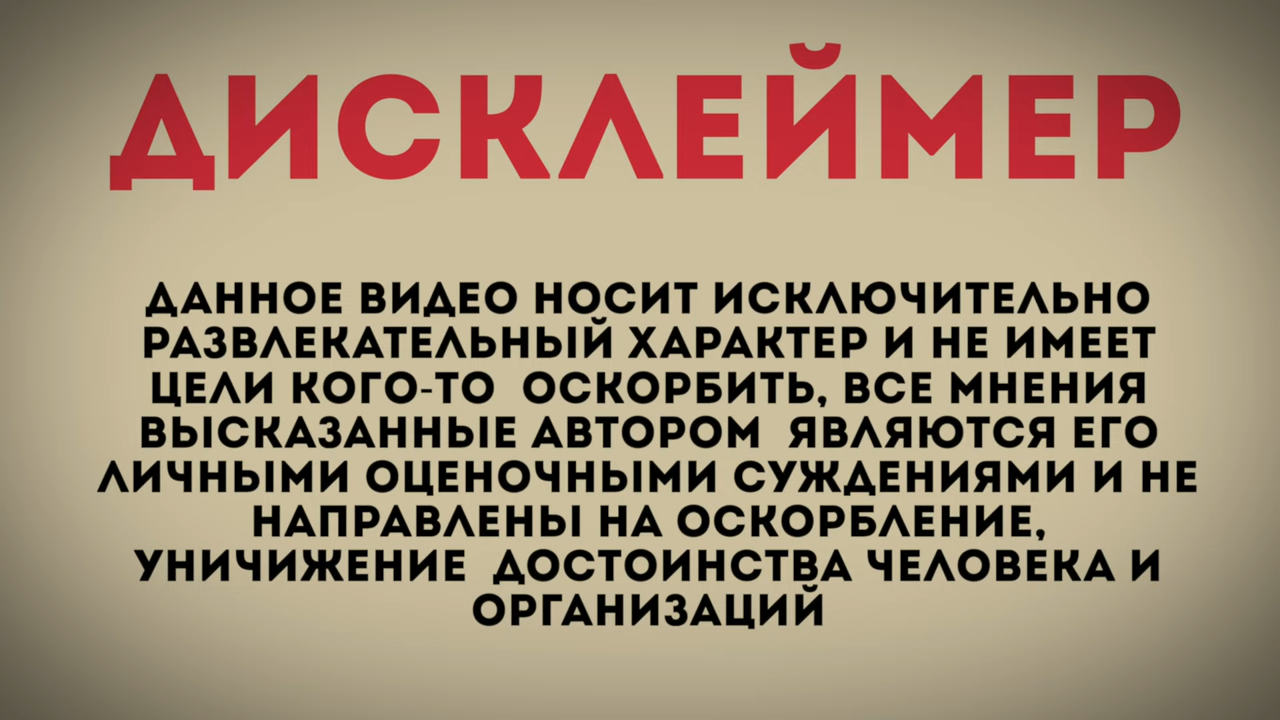 ДИСКЛЕЙМЕР
ДАННОЕ ВИДЕО НОСИТ ИСКЛЮЧИТЕЛЬНО
РАЗВЛЕКАТЕЛЬНЫЙ ХАРАКТЕР И НЕ ИМЕЕТ
ЦЕЛИ КОГО-ТО ОСКОРБИТЬ, ВСЕ МНЕНИЯ
ВЫСКАЗАННЫЕ АВТОРОМ ЯВЛЯЮТСЯ ЕГО
ЛИЧНЫМИ ОЦЕНОЧНЫМИ СУЖДЕНИЯМИ И НЕ
НАПРАВЛЕНЫ НА ОСКОРБЛЕНИЕ,
УНИЧИЖЕНИЕ ДОСТОИНСТВА ЧЕЛОВЕКА И
ОРГАНИЗАЦИЙ